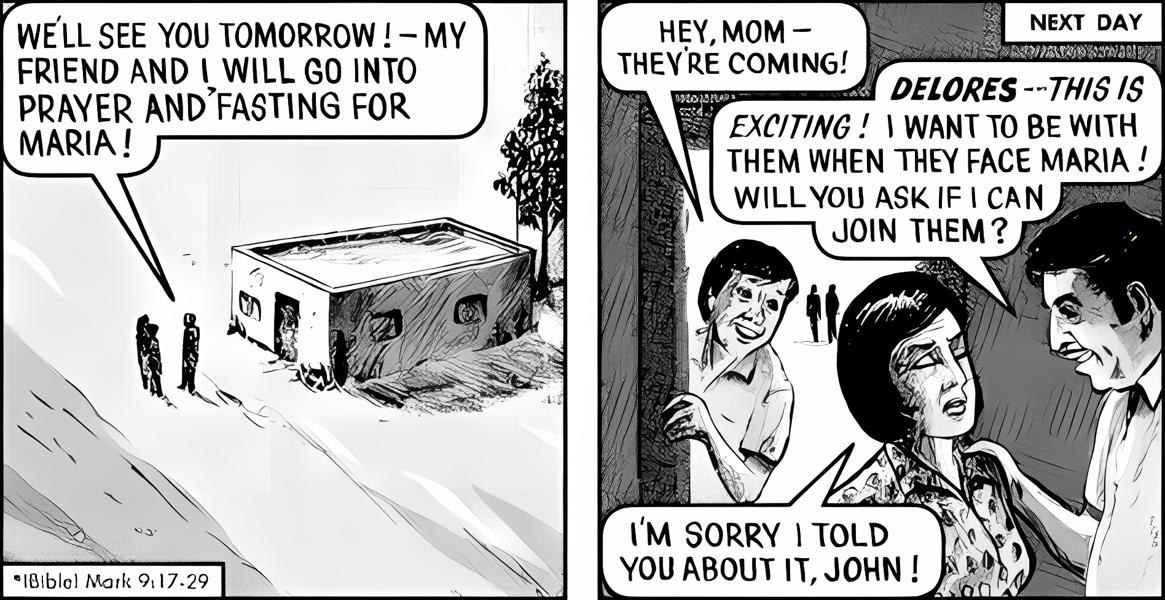 WE'LL SEE YOU TOMORROW! – MY
FRIEND AND I WILL GO INTO
PRAYER AND'FASTING FOR
MARIA!
*[Bible] Mark 9:17-29
NEXT DAY
HEY, MOM –
THEY'RE COMING!
DELORES -- THIS IS
EXCITING! I WANT TO BE WITH
THEM WHEN THEY FACE MARIA!
WILL YOU ASK IF I CAN
JOIN THEM?
I'M SORRY I TOLD
YOU ABOUT IT, JOHN!